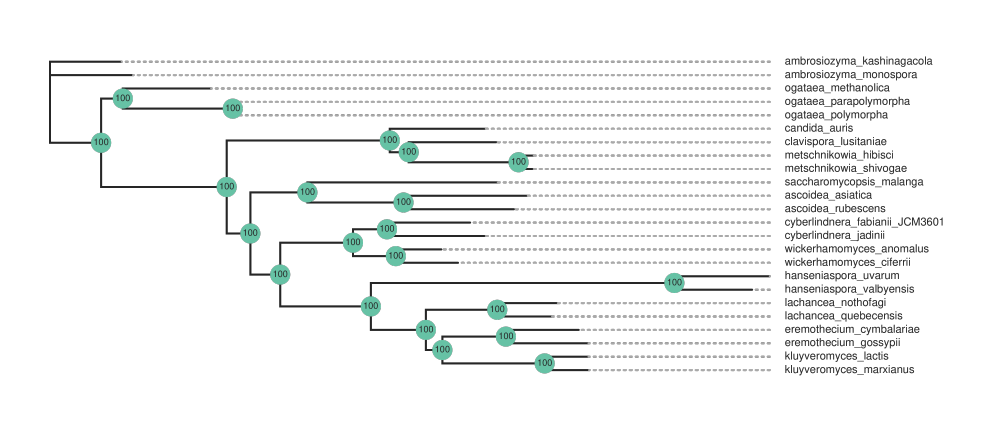 ambrosiozyma_kashinagacola
ambrosiozyma_monospora
ogataea_methanolica
100
ogataea_parapolymorpha
100
ogataea_polymorpha
candida_auris
100
clavispora_lusitaniae
100
100
metschnikowia_hibisci
100
metschnikowia_shivogae
saccharomycopsis_malanga
100
100
ascoidea_asiatica
100
ascoidea_rubescens
cyberlindnera_fabianii_JCM3601
100
cyberlindnera_jadinii
100
100
wickerhamomyces_anomalus
100
wickerhamomyces_ciferrii
100
hanseniaspora_uvarum
100
hanseniaspora_valbyensis
lachancea_nothofagi
100
100
lachancea_quebecensis
100
eremothecium_cymbalariae
100
eremothecium_gossypii
100
kluyveromyces_lactis
100
kluyveromyces_marxianus